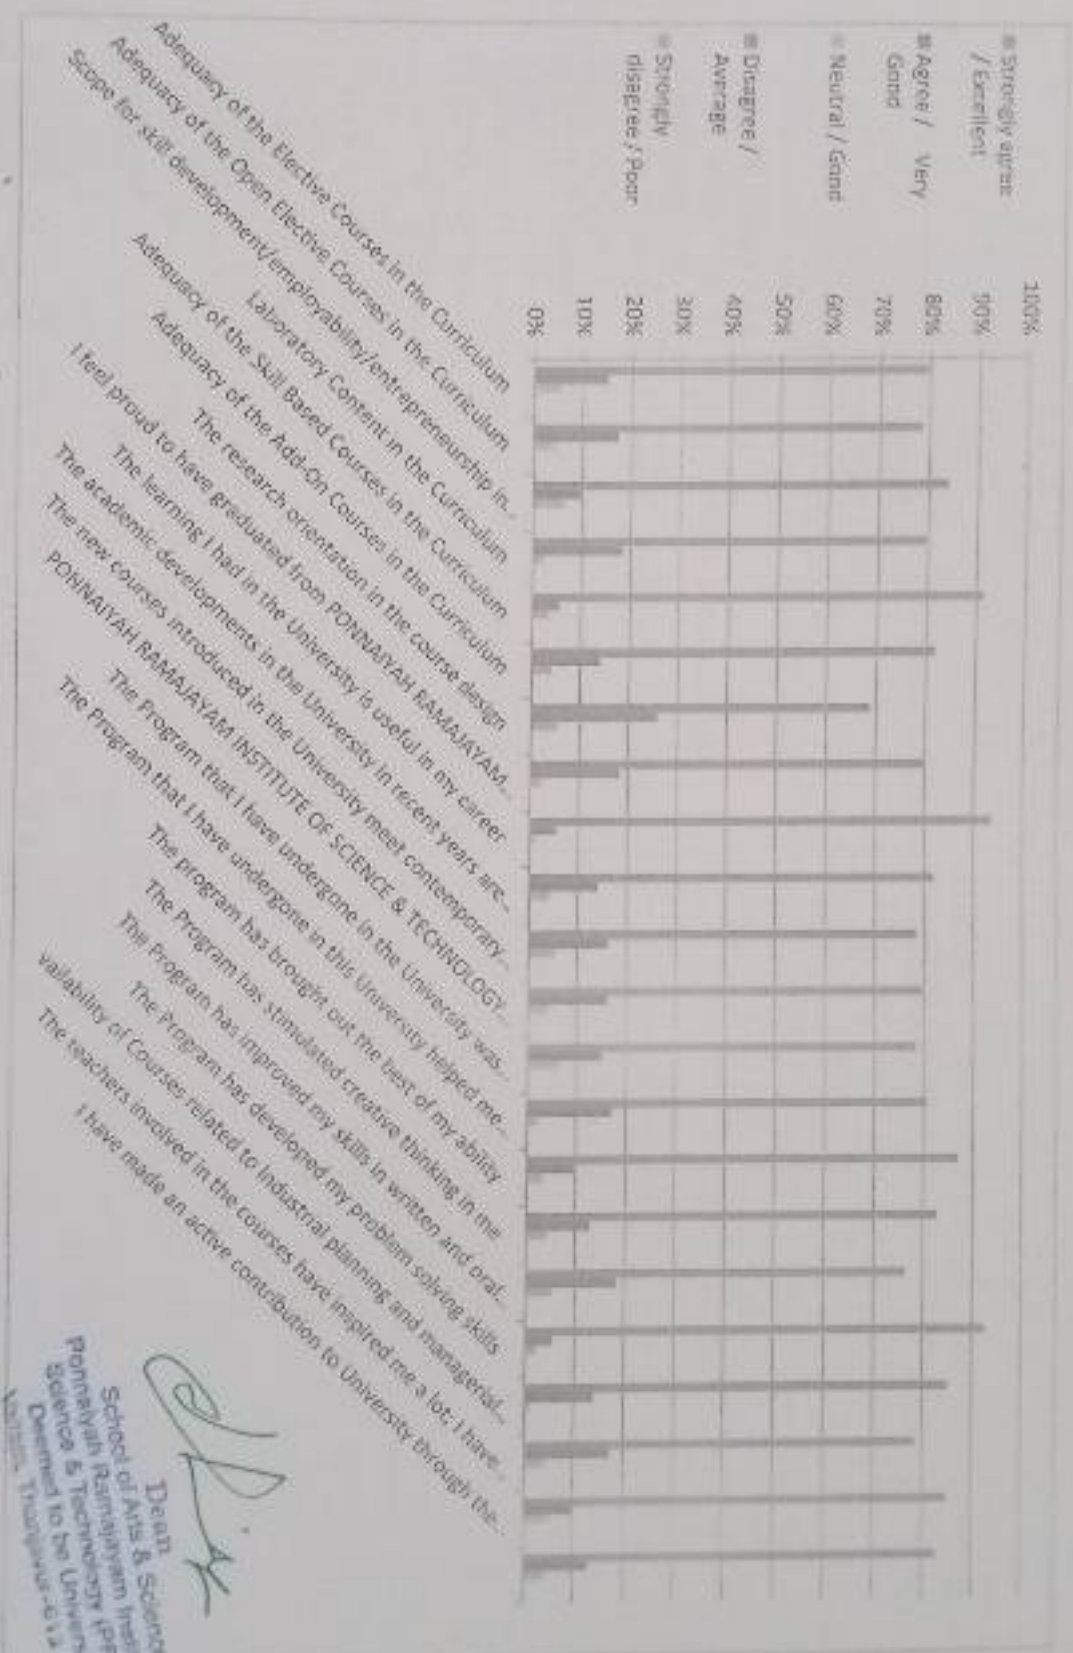 Strongly agree
/ Excellent
Agree / Very
Good
Neutral / Good
Disagree /
Average
Strongly
disagree / Poor
100%
90%
80%
70%
60%
50%
40%
30%
20%
10%
0%
Adequacy of the Elective Courses in the Curriculum
Adequacy of the Open Elective Courses in the Curriculum
Scope for skill development/employability/entrepreneurship in...
Laboratory Content in the Curriculum
Adequacy of the Skill Based Courses in the Curriculum
Adequacy of the Add-On Courses in the Curriculum
The research orientation in the course design
I feel proud to have graduated from PONNAIYAH RAMAJAYAM...
The learning I had in the University is useful in my career
The academic developments in the University in recent years are...
The new courses introduced in the University meet contemporary...
PONNAIYAH RAMAJAYAM INSTITUTE OF SCIENCE & TECHNOLOGY...
The Program that I have undergone in the University was...
The Program that I have undergone in this University helped me...
The program has brought out the best of my ability
The Program has stimulated creative thinking in me
The Program has improved my skills in written and oral...
The Program has developed my problem solving skills
vailability of Courses related to Industrial planning and managerial...
The teachers involved in the courses have inspired me a lot; I have...
I have made an active contribution to University through the...
Dean
School of Arts & Scienc
Ponnaiyah Ramajayam Insti
Science & Technology (PR
Deemed to be Univers